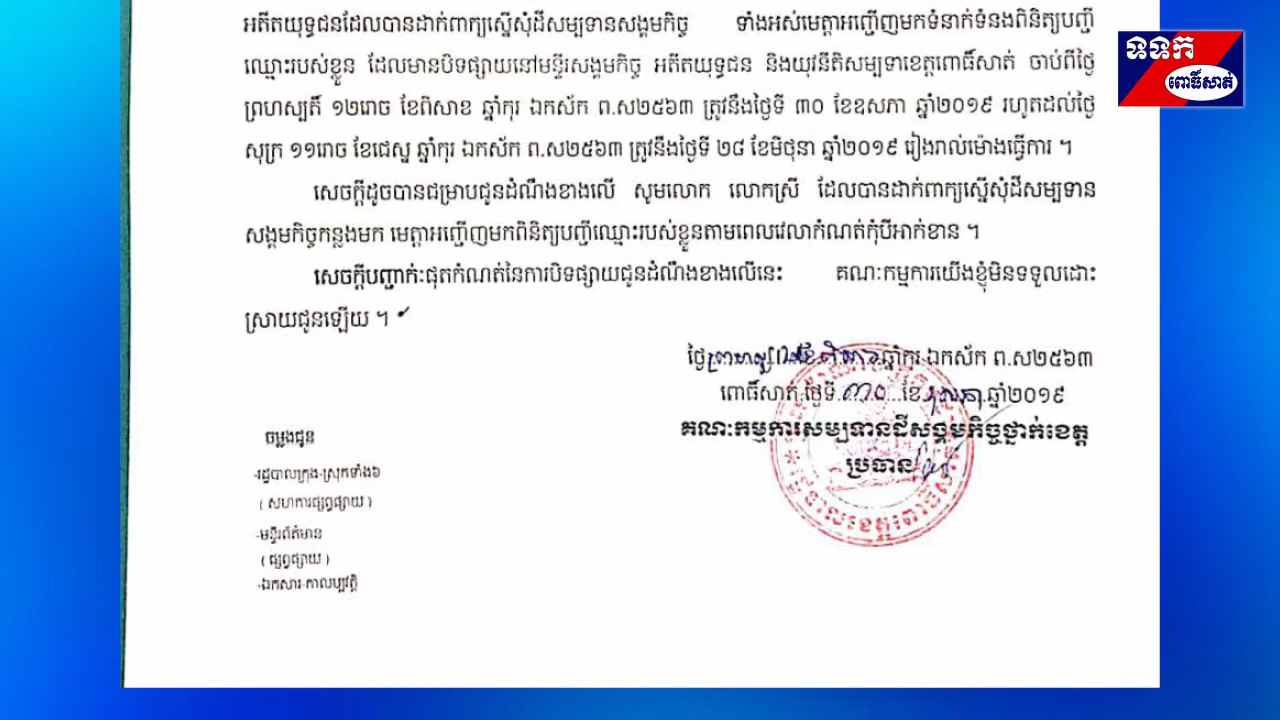 អតីតយុទ្ធជនដែលបានដាក់ពាក្យស្នើសុំដីសម្បទានសង្គមកិច្ច ទាំងអស់មេត្តាអញ្ជើញមកទំនាក់ទំនងពិនិត្យបញ្ជី
ឈ្មោះរបស់ខ្លួន ដែលមានបិទផ្សាយនៅមន្ទីរសង្គមកិច្ច អតីតយុទ្ធជន និងយុវនីតិសម្បទាខេត្តពោធិ៍សាត់ ចាប់ពីថ្ងៃ
ព្រហស្បតិ៍ ១២រោច ខែពិសាខ ឆ្នាំកុរ ឯកស័ក ព.ស២៥៦៣ ត្រូវនឹងថ្ងៃទី ៣០ ខែឧសភា ឆ្នាំ២០១៩ រហូតដល់ថ្ងៃ
សុក្រ ១១រោច ខែជេស្ឋ ឆ្នាំកុរ ឯកស័ក ព.ស២៥៦៣ ត្រូវនឹងថ្ងៃទី ២៨ ខែមិថុនា ឆ្នាំ២០១៩ រៀងរាល់ម៉ោងធ្វើការ ។
សេចក្តីដូចបានជម្រាបជូនដំណឹងខាងលើ សូមលោក លោកស្រី ដែលបានដាក់ពាក្យស្នើសុំដីសម្បទាន
សង្គមកិច្ចកន្លងមក មេត្តាអញ្ជើញមកពិនិត្យបញ្ជីឈ្មោះរបស់ខ្លួនតាមពេលវេលាកំណត់កុំបីអាក់ខាន ។
សេចក្តីបញ្ជាក់ៈផុតកំណត់នៃការបិទផ្សាយជូនដំណឹងខាងលើនេះ គណៈកម្មការយើងខ្ញុំមិនទទួលដោះ
ស្រាយជូនឡើយ ។
ថ្ងៃព្រហស្បតិ៍ ខែ ឆ្នាំកុរ ឯកស័ក ព.ស២៥៦៣
ពោធិ៍សាត់,ថ្ងៃទី.៣០...ខែ.ឧសភា.ឆ្នាំ២០១៩
គណៈកម្មការសម្បទានដីសង្គមកិច្ចថ្នាក់ខេត្ត
ប្រធាន
ចម្លងជូន
-រដ្ឋបាលក្រុង-ស្រុកទាំង៦
( សហការផ្សព្វផ្សាយ )
-មន្ទីរព័ត៌មាន
( ផ្សព្វផ្សាយ )
-ឯកសារ-កាលប្បវត្តិ
ទទក
ពោធិ៍សាត់